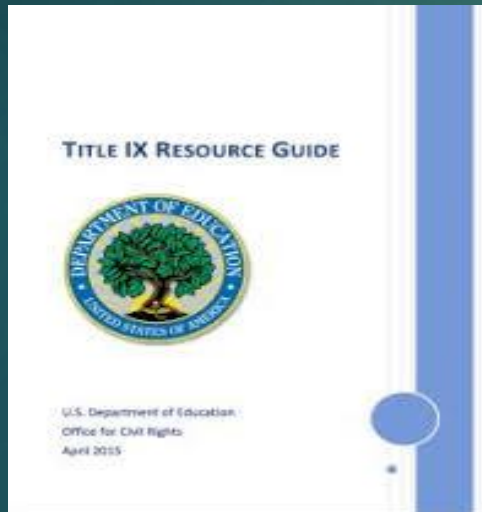 TITLE IX RESOURCE GUIDE
DEPARTMENT OF EDUCATION
UNITED STATES OF AMERICA
U.S. Department of Education
Office for Civil Rights
April 2015